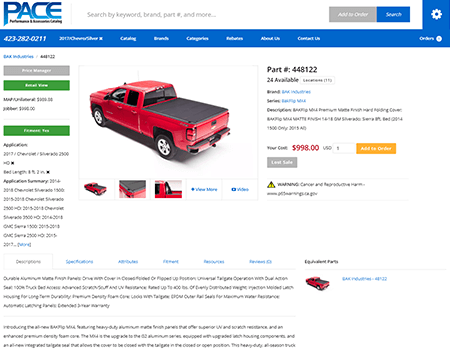 PACE
Performance & Accessories Catalog
Search by keyword, brand, part #, and more...
Add to Order
Search
423-282-0211
2017/Chevro/Silver ✖
Catalog
Brands
Categories
Rebates
About Us
Contact Us
Orders
BAK Industries / 448122
Price Manager
Retail View
MAP/Unilateral: $989.08
Jobber: $998.00
Fitment: Yes
Application:
2017 / Chevrolet / Silverado 2500
HD ✖
Bed Length: 5 ft. 2 in. ✖
Application Summary: 2014-
2018 Chevrolet Silverado 1500;
2015-2018 Chevrolet Silverado
2500 HD; 2015-2018 Chevrolet
Silverado 3500 HD; 2014-2018
GMC Sierra 1500; 2015-2018
GMC Sierra 2500 HD; 2015-
2017... [More]
View More
Video
Part #: 448122
24 Available Locations (11)
Brand: BAK Industries
Series: BAKFlip MX4
Description: BAKFlip MX4 Premium Matte Finish Hard Folding Cover;
BAKFlip MX4 MATTE FINISH 14-18 GM Silverado, Sierra 6ft. Bed (2014
1500 Only; 2015 All)
Your Cost: $998.00 USD
1
Add to Order
Last Sale
WARNING: Cancer and Reproductive Harm -
www.p65warnings.ca.gov
Descriptions
Specifications
Attributes
Fitment
Resources
Reviews (0)
Durable Aluminum Matte Finish Panels; Drive With Cover In Closed/Folded Or Flipped Up Position; Universal Tailgate Operation With Dual Action
Seal; 100% Truck Bed Access; Advanced Scratch/Scuff And UV Resistance; Rated Up To 400 lbs. Of Evenly Distributed Weight; Injection Molded Latch
Housing For Long-Term Durability; Premium Density Foam Core; Locks With Tailgate; EPDM Outer Rail Seals For Maximum Water Resistance;
Automatic Latching Panels; Extended 5-Year Warranty
Introducing the all-new BAKFlip MX4, featuring heavy-duty aluminum matte finish panels that offer superior UV and scratch resistance, and an
enhanced premium density foam core. The MX4 is the upgrade to the G2 aluminum series, equipped with upgraded latch components, housing, and
an all-new integrated tailgate seal that allows the cover to be closed with the tailgate in the closed or open position. This heavy-duty, all-season truck
Equivalent Parts
BAK Industries - 48122